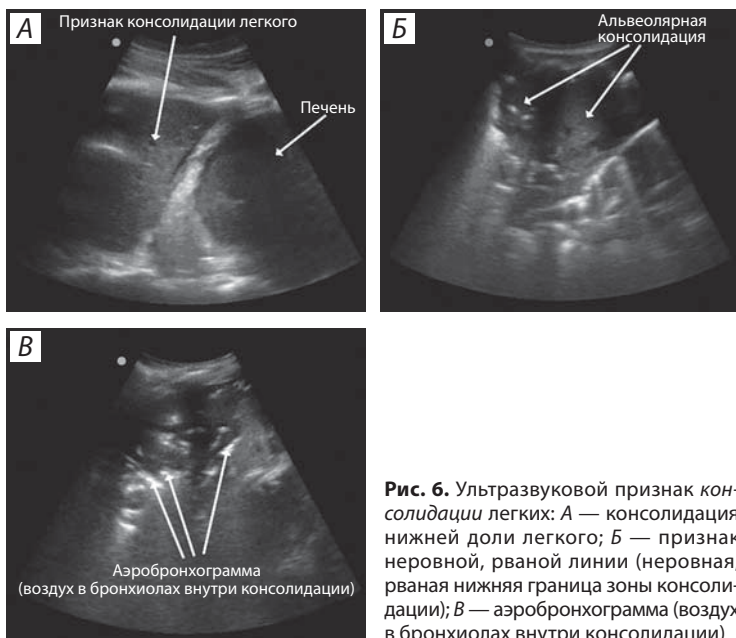 А
Признак консолидации легкого
Печень
Б
Альвеолярная
консолидация
В
Аэробронхограмма
(воздух в бронхиолах внутри консолидации)
Рис. 6. Ультразвуковой признак кон-
солидации легких: А — консолидация
нижней доли легкого; Б — признак
неровной, рваной линии (неровная,
рваная нижняя граница зоны консоли-
дации); В — аэробронхограмма (воздух
в бронхиолах внутри консолидации)